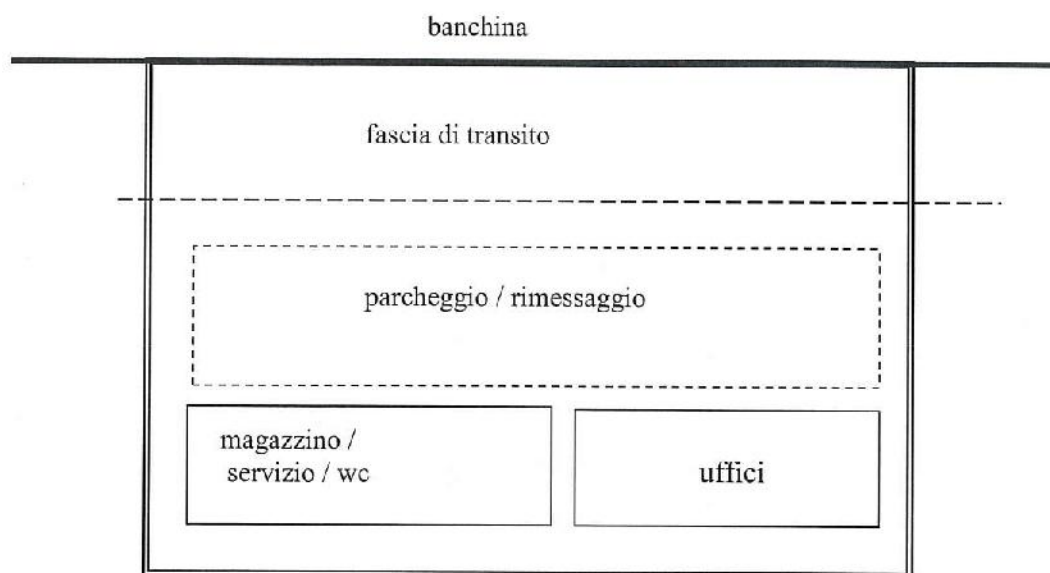 banchina
fascia di transito
parcheggio / rimessaggio
magazzino /
servizio / wc
uffici